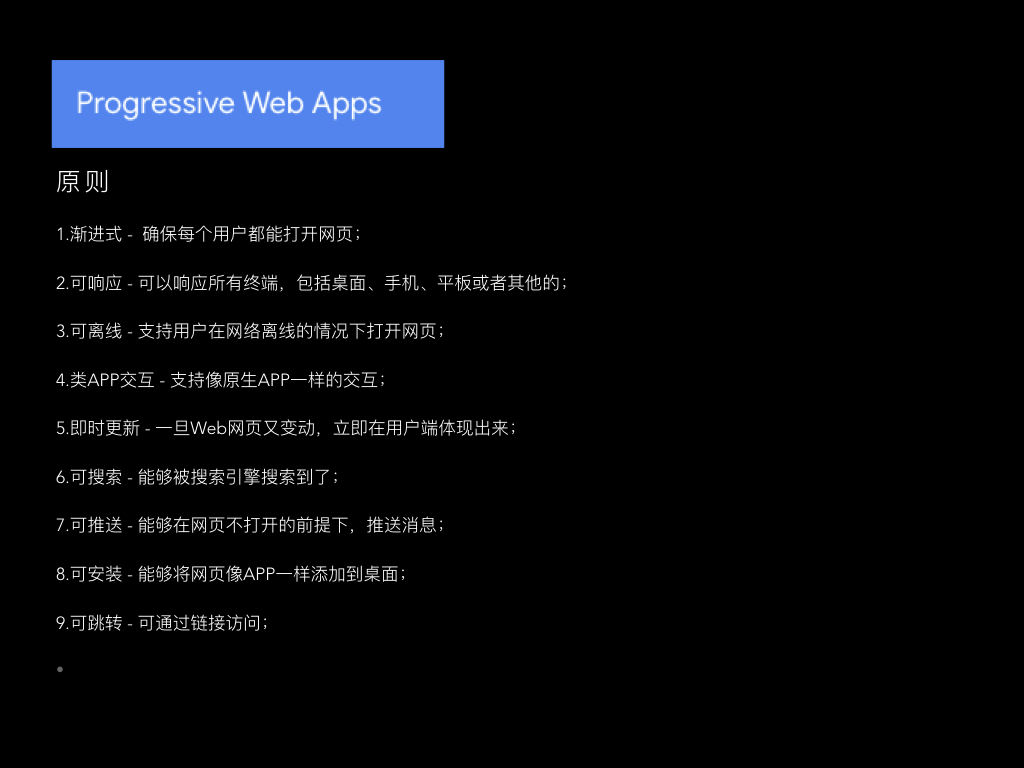 Progressive Web Apps
原则
1.渐进式 - 确保每个用户都能打开网页；
2.可响应 - 可以响应所有终端，包括桌面、手机、平板或者其他的；
3.可离线 - 支持用户在网络离线的情况下打开网页；
4.类APP交互 - 支持像原生APP一样的交互；
5.即时更新 - 一旦Web网页又变动，立即在用户端体现出来；
6.可搜索 - 能够被搜索引擎搜索到了；
7.可推送 - 能够在网页不打开的前提下，推送消息；
8.可安装 - 能够将网页像APP一样添加到桌面；
9.可跳转 - 可通过链接访问；
•